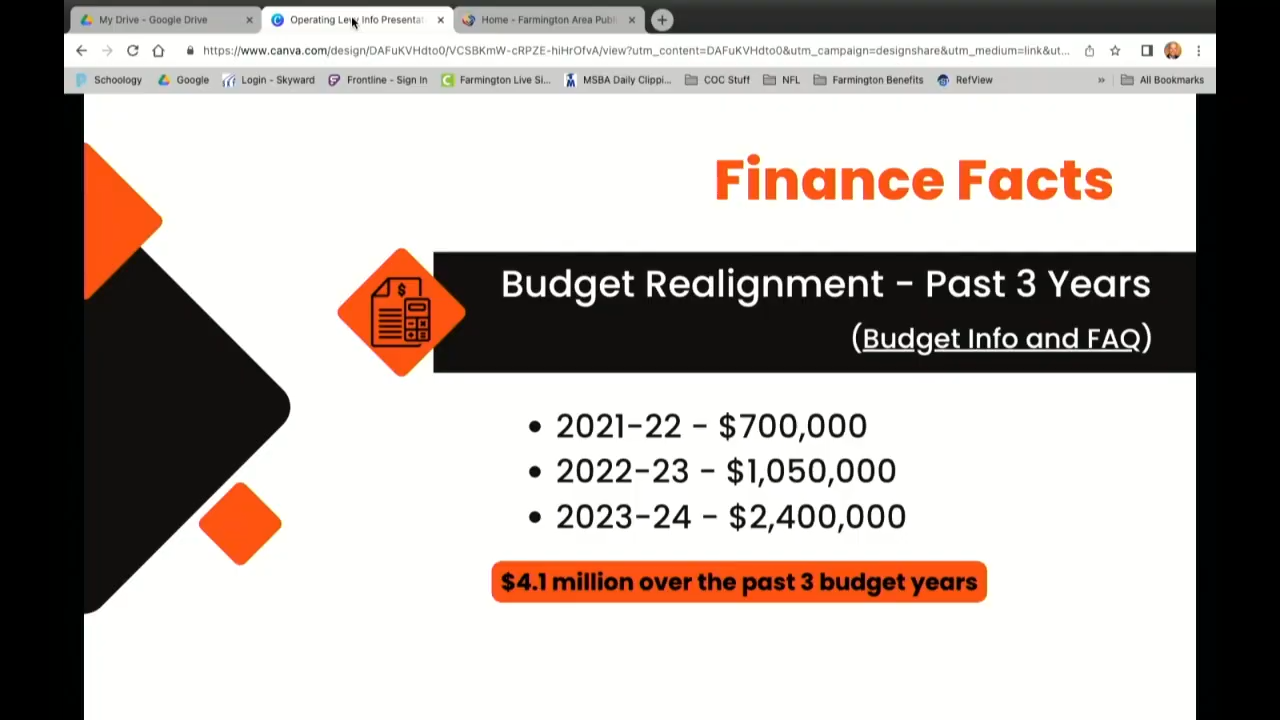 My Drive - Google Drive
Operating Levy Info Presentat
Home - Farmington Area Publi
https://www.canva.com/design/DAFuKVHdto0/VCSBKmW-cRPZE-hiHrOfvA/view?utm_content=DAFuKVHdto0&utm_campaign=designshare&utm_medium=link&ut...
Schoology Google Login - Skyward Frontline - Sign In Farmington Live Si... MSBA Daily Clippi... COC Stuff NFL Farmington Benefits RefView » All Bookmarks
Finance Facts
$
Budget Realignment - Past 3 Years
(Budget Info and FAQ)
• 2021-22 - $700,000
• 2022-23 - $1,050,000
• 2023-24 - $2,400,000
$4.1 million over the past 3 budget years